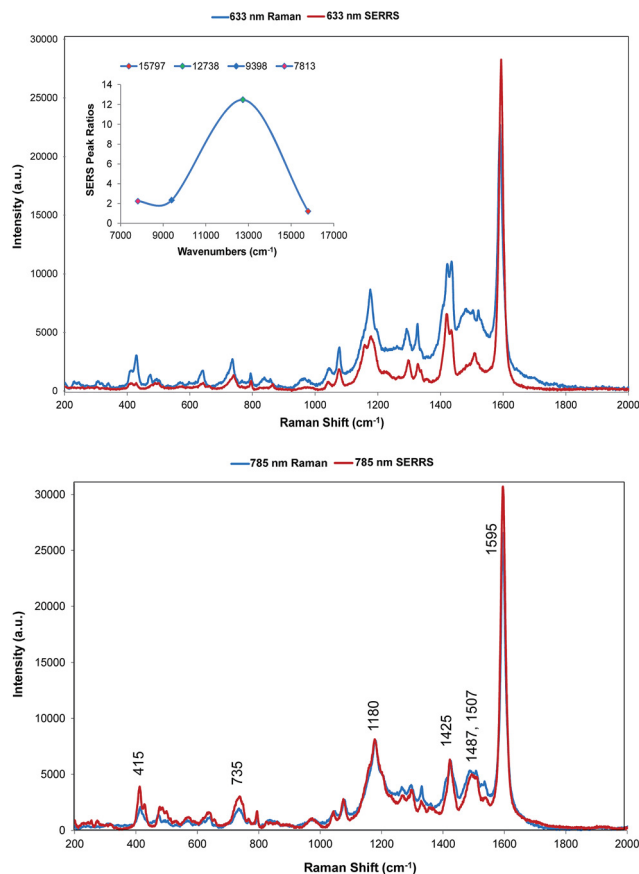 633 nm Raman 633 nm SERRS
30000
25000
20000
15000
10000
5000
0
Intensity (a.u.)
15797 12738 9398 7813
14
12
10
8
6
4
2
0
SERS Peak Ratios
7000 9000 11000 13000 15000 17000
Wavenumbers (cm⁻¹)
200 400 600 800 1000 1200 1400 1600 1800 2000
Raman Shift (cm⁻¹)
785 nm Raman 785 nm SERRS
30000
25000
20000
15000
10000
5000
0
Intensity (a.u.)
415
735
1180
1425
1487, 1507
1595
200 400 600 800 1000 1200 1400 1600 1800 2000
Raman Shift (cm⁻¹)